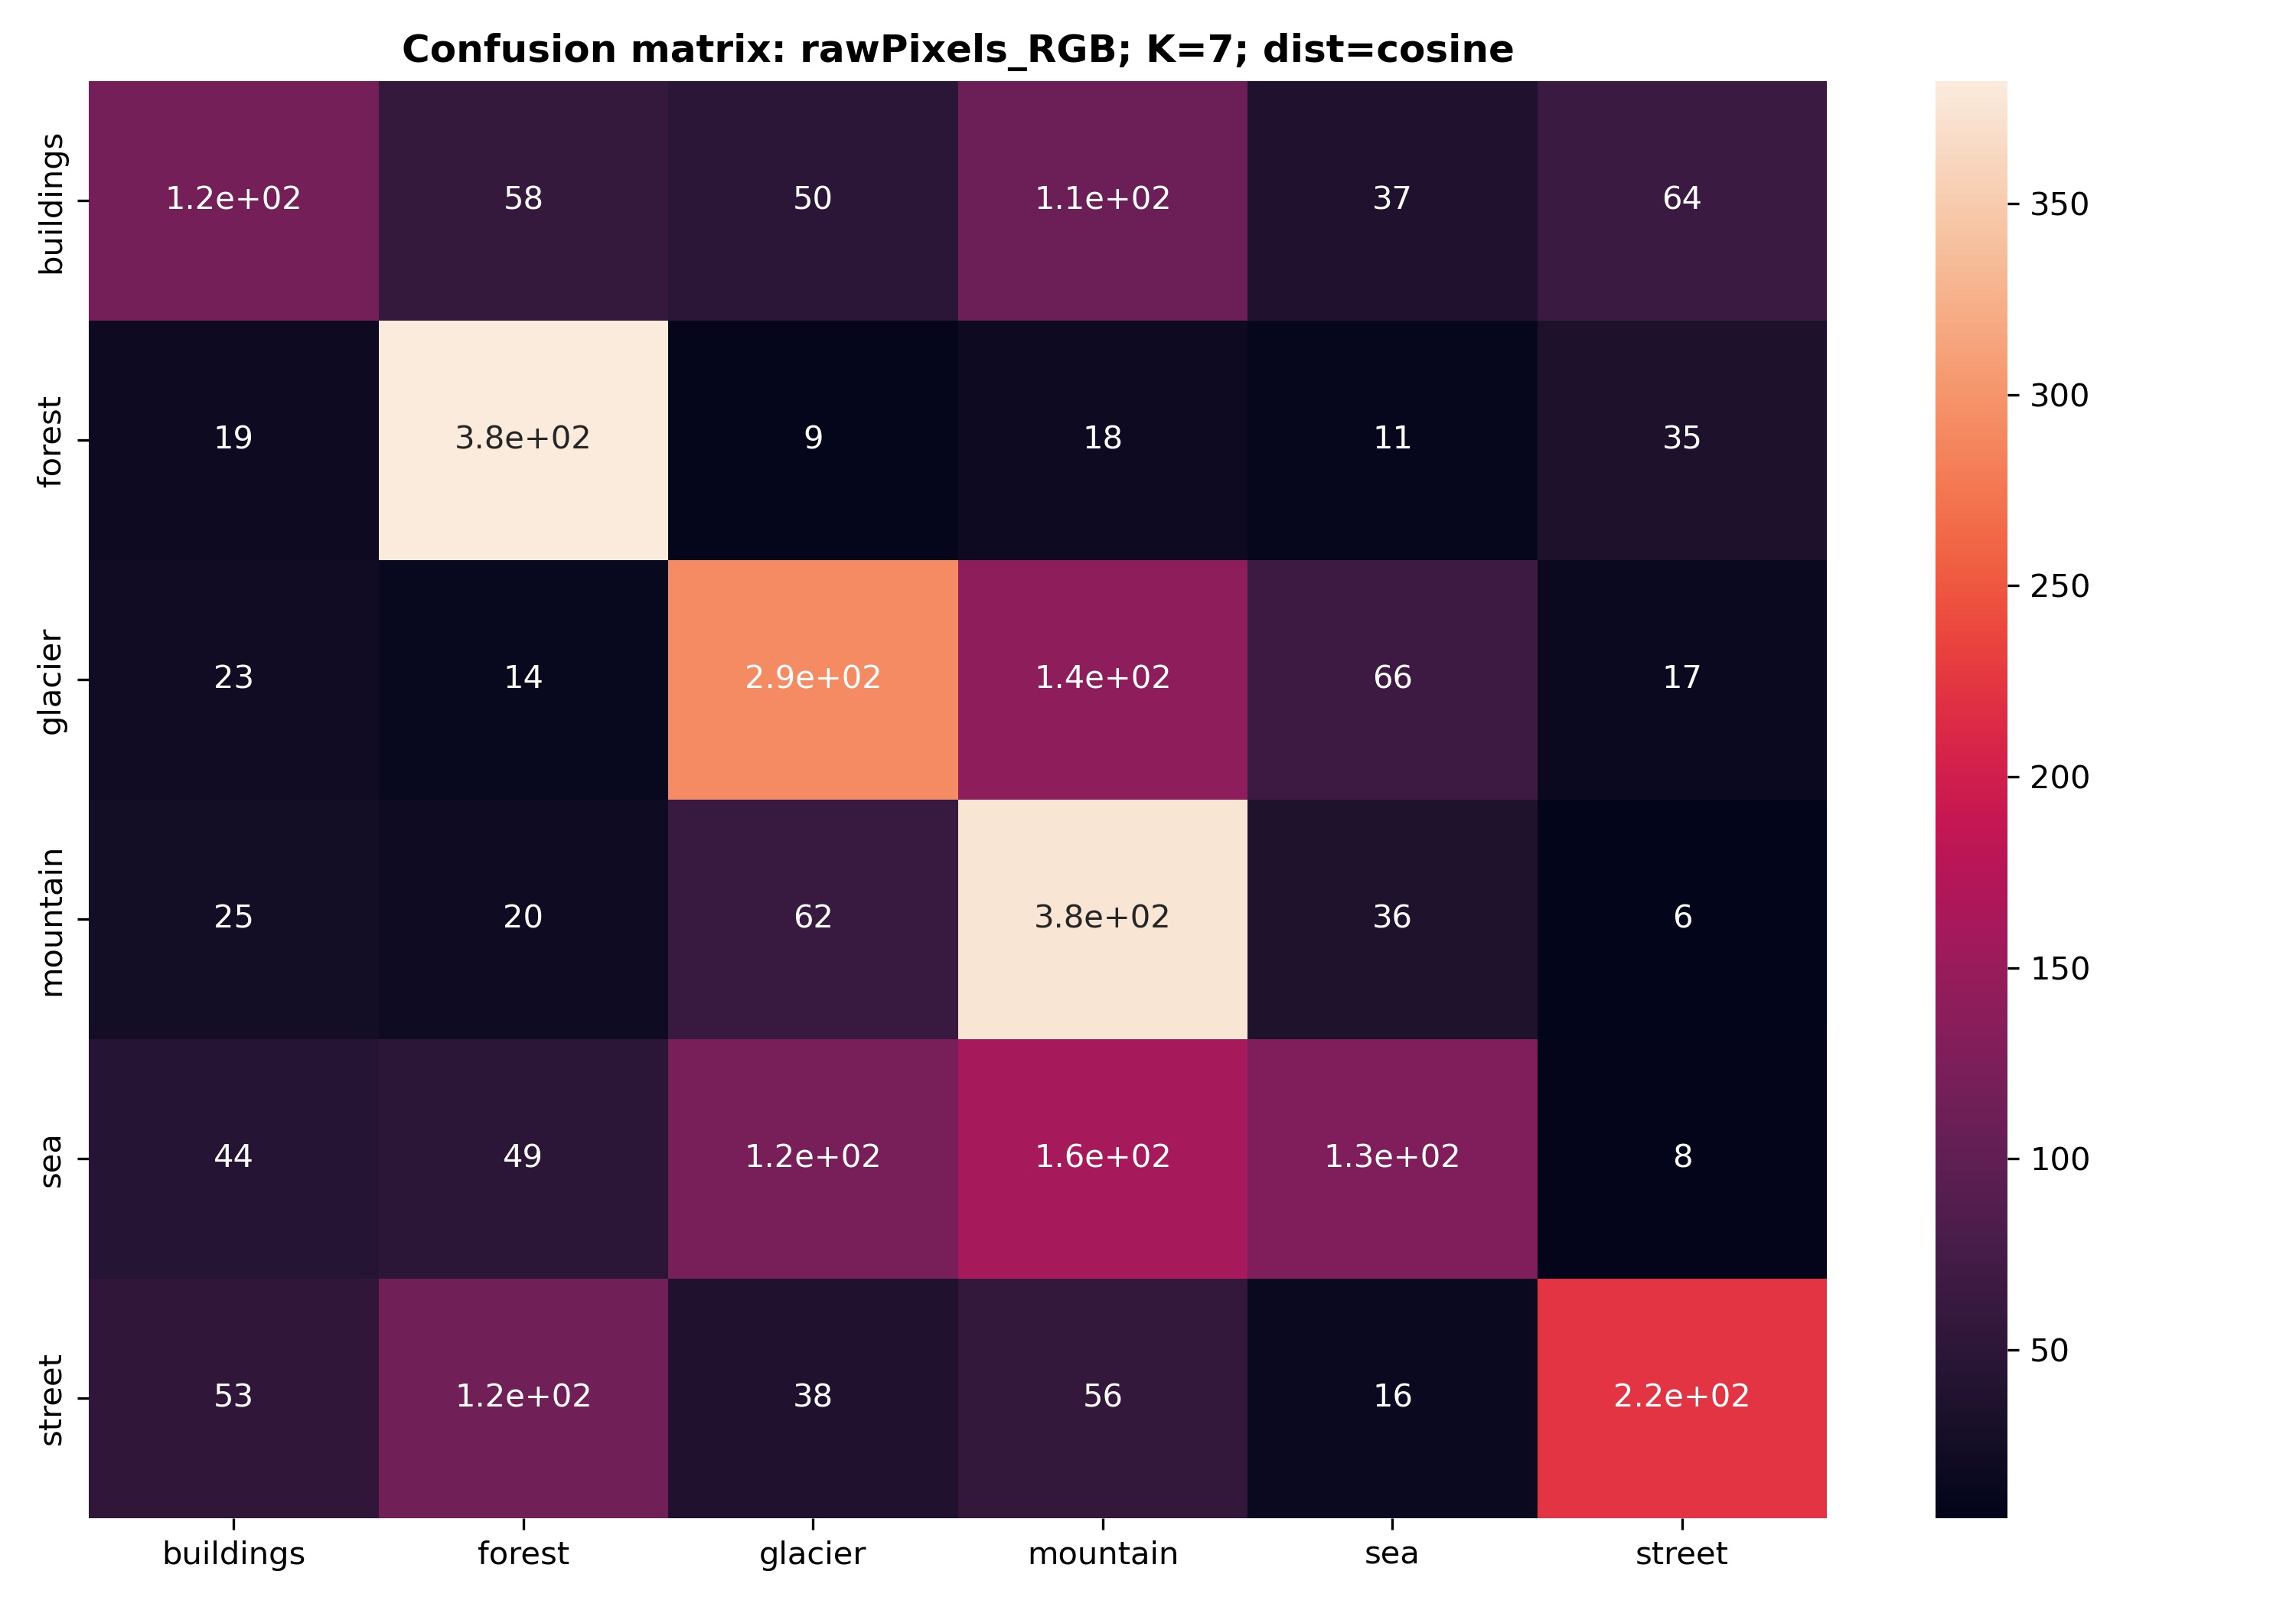 Confusion matrix: rawPixels_RGB; K=7; dist=cosine
buildings 1.2e+02 58 50 1.1e+02 37 64
forest 19 3.8e+02 9 18 11 35
glacier 23 14 2.9e+02 1.4e+02 66 17
mountain 25 20 62 3.8e+02 36 6
sea 44 49 1.2e+02 1.6e+02 1.3e+02 8
street 53 1.2e+02 38 56 16 2.2e+02
buildings forest glacier mountain sea street
350
300
250
200
150
100
50